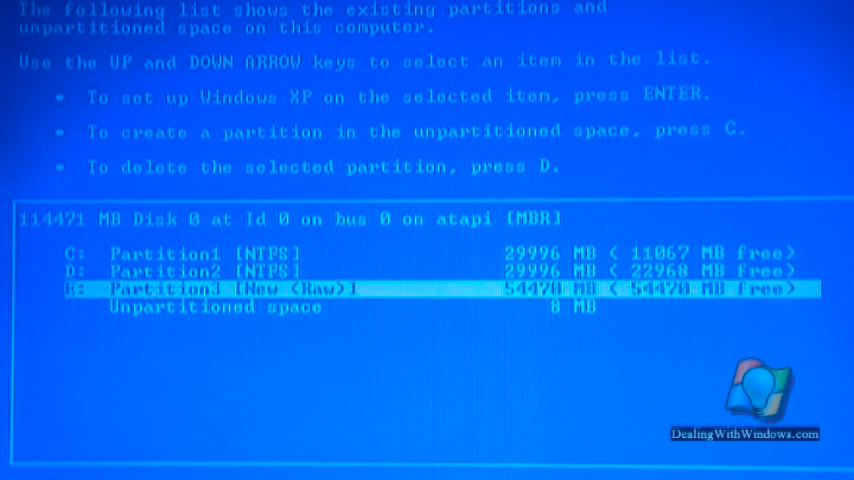 The following list shows the existing partitions and
unpartitioned space on this computer.
Use the UP and DOWN ARROW keys to select an item in the list.
• To set up Windows XP on the selected item, press ENTER.
• To create a partition in the unpartitioned space, press C.
• To delete the selected partition, press D.
114471 MB Disk 0 at Id 0 on bus 0 on atapi [MBR]
C: Partition1 [NTFS] 29996 MB ( 11067 MB free)
D: Partition2 [NTFS] 29996 MB ( 22968 MB free)
E: Partition3 [New (Raw)] 54470 MB ( 54470 MB free)
Unpartitioned space 8 MB
DealingWithWindows.com